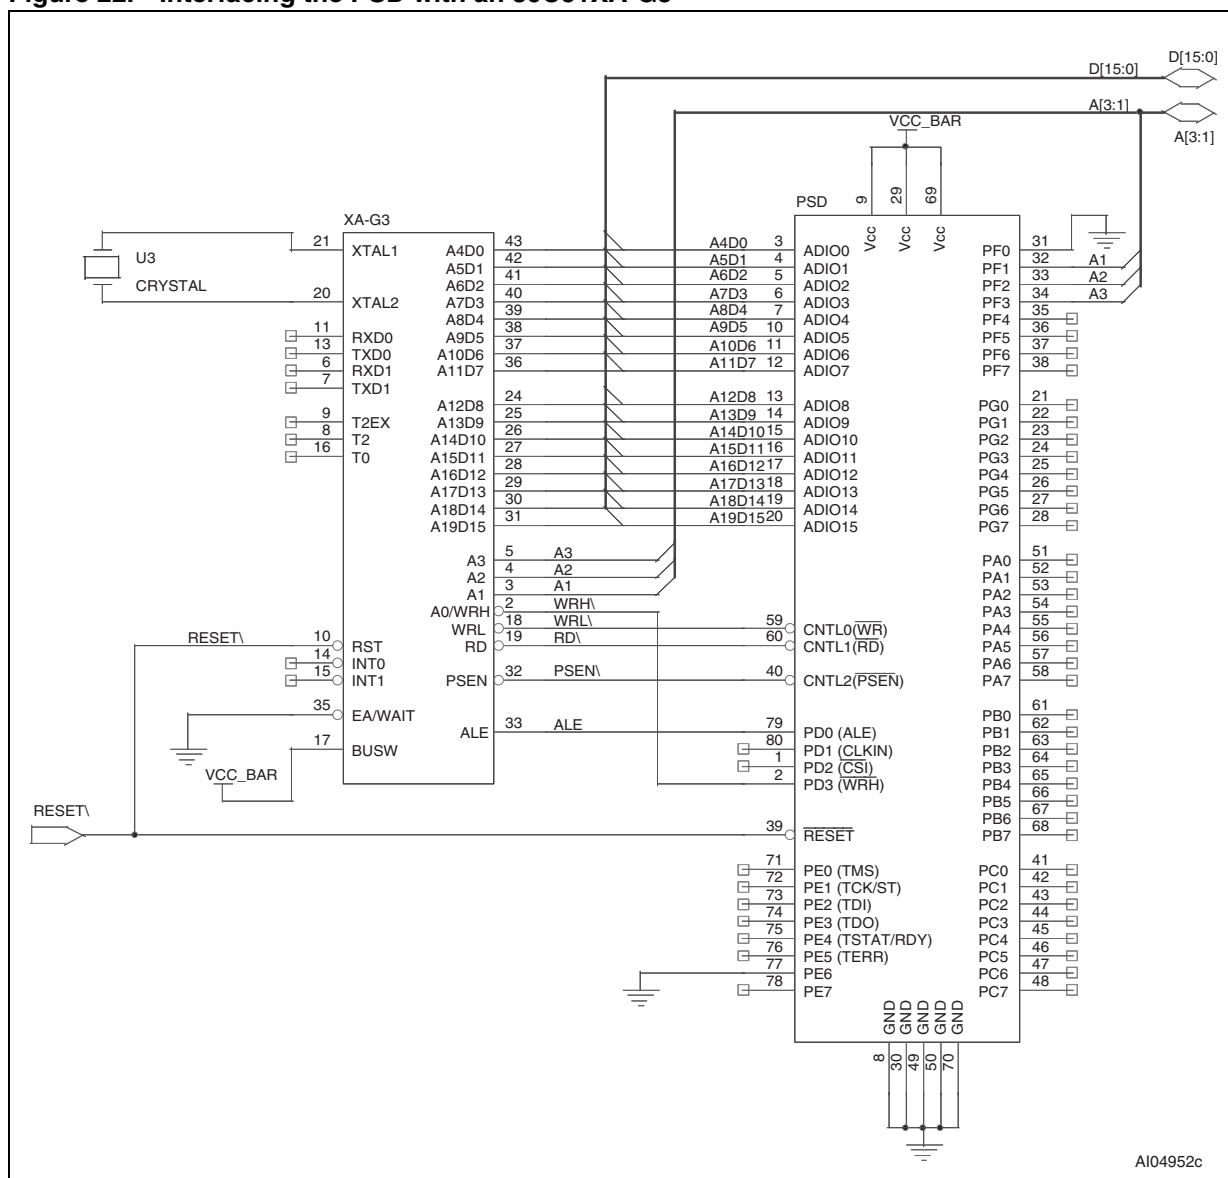 D[15:0]
D[15:0]
A[3:1]
A[3:1]
VCC_BAR
PSD
9
29
69
Vcc
Vcc
Vcc
XA-G3
U3
CRYSTAL
21
XTAL1
20
XTAL2
11
RXD0
13
TXD0
6
RXD1
7
TXD1
9
T2EX
8
T2
16
T0
RESET\
10
RST
14
INT0
15
INT1
35
EA/WAIT
17
BUSW
VCC_BAR
RESET\
A4D0
43
A5D1
42
A6D2
41
A7D3
40
A8D4
39
A9D5
38
A10D6
37
A11D7
36
A12D8
24
A13D9
25
A14D10
26
A15D11
27
A16D12
28
A17D13
29
A18D14
30
A19D15
31
A3
5
A3
A2
4
A2
A1
3
A1
A0/WRH
2
WRH\
WRL
18
WRL\
RD
19
RD\
PSEN
32
PSEN\
ALE
33
ALE
A4D0
3
ADIO0
A5D1
4
ADIO1
A6D2
5
ADIO2
A7D3
6
ADIO3
A8D4
7
ADIO4
A9D5
10
ADIO5
A10D6
11
ADIO6
A11D7
12
ADIO7
A12D8
13
ADIO8
A13D9
14
ADIO9
A14D10
15
ADIO10
A15D11
16
ADIO11
A16D12
17
ADIO12
A17D13
18
ADIO13
A18D14
19
ADIO14
A19D15
20
ADIO15
59
CNTL0(WR)
60
CNTL1(RD)
40
CNTL2(PSEN)
79
PD0 (ALE)
80
PD1 (CLKIN)
1
PD2 (CSI)
2
PD3 (WRH)
39
RESET
71
PE0 (TMS)
72
PE1 (TCK/ST)
73
PE2 (TDI)
74
PE3 (TDO)
75
PE4 (TSTAT/RDY)
76
PE5 (TERR)
77
PE6
78
PE7
PF0
31
PF1
32
A1
PF2
33
A2
PF3
34
A3
PF4
35
PF5
36
PF6
37
PF7
38
PG0
21
PG1
22
PG2
23
PG3
24
PG4
25
PG5
26
PG6
27
PG7
28
PA0
51
PA1
52
PA2
53
PA3
54
PA4
55
PA5
56
PA6
57
PA7
58
PB0
61
PB1
62
PB2
63
PB3
64
PB4
65
PB5
66
PB6
67
PB7
68
PC0
41
PC1
42
PC2
43
PC3
44
PC4
45
PC5
46
PC6
47
PC7
48
GND
GND
GND
GND
GND
8
30
49
50
70
AI04952c